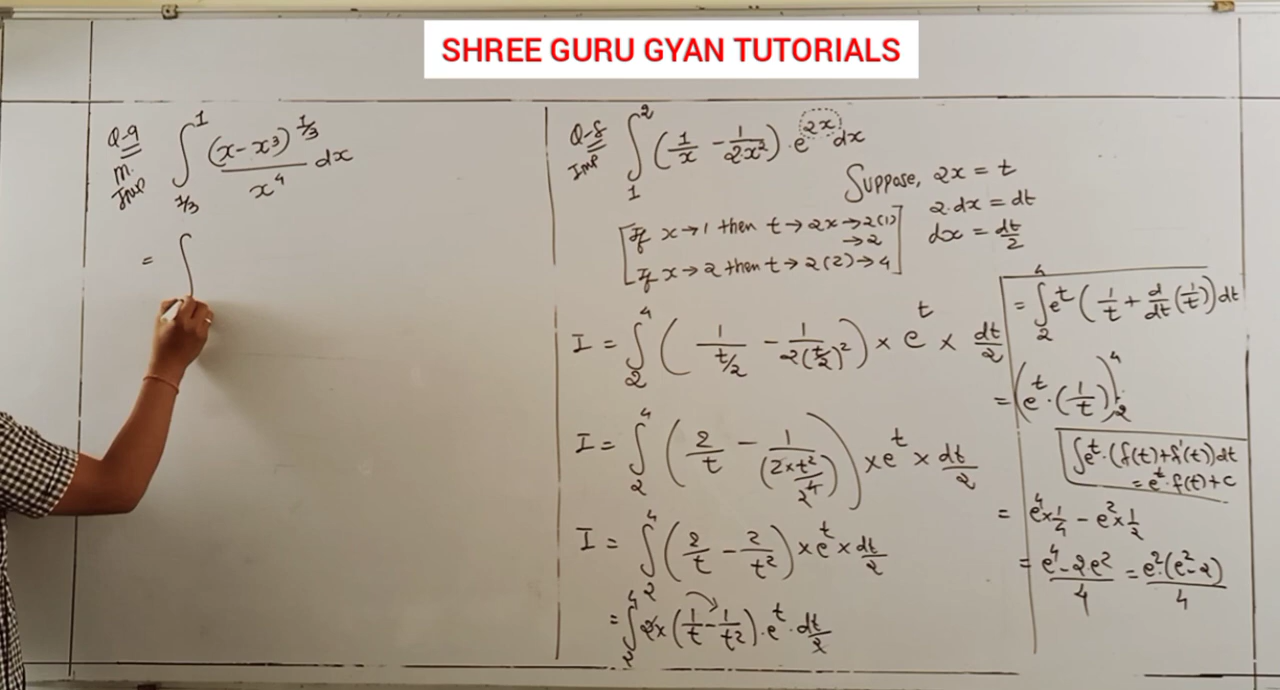 SHREE GURU GYAN TUTORIALS
Q-9
M.
Imp
∫_{1/3}^{1} (x-x³)^{1/3} / x⁴ dx
= ∫
Q-8
Imp
∫_{1}^{2} (1/x - 1/2x²) · e^{2x} dx
Suppose, 2x = t
2·dx = dt
dx = dt/2
[If x→1 then t→2x→2(1)
→2
If x→2 then t→2(2)→4]
I = ∫_{2}^{4} ( 1/(t/2) - 1/(2(t/2)²) ) × e^t × dt/2
I = ∫_{2}^{4} ( 2/t - 1/(2×t²/4) ) × e^t × dt/2
I = ∫_{2}^{4} ( 2/t - 2/t² ) × e^t × dt/2
= ∫_{2}^{4} 2× (1/t - 1/t²) · e^t · dt/2
= ∫_{2}^{4} e^t ( 1/t + d/dt (1/t) ) dt
= ( e^t · (1/t) )_{2}^{4}
∫e^t · (f(t)+f'(t))dt
= e^t · f(t) + c
= e⁴×1/4 - e²×1/2
= (e⁴-2e²)/4 = e²·(e²-2)/4